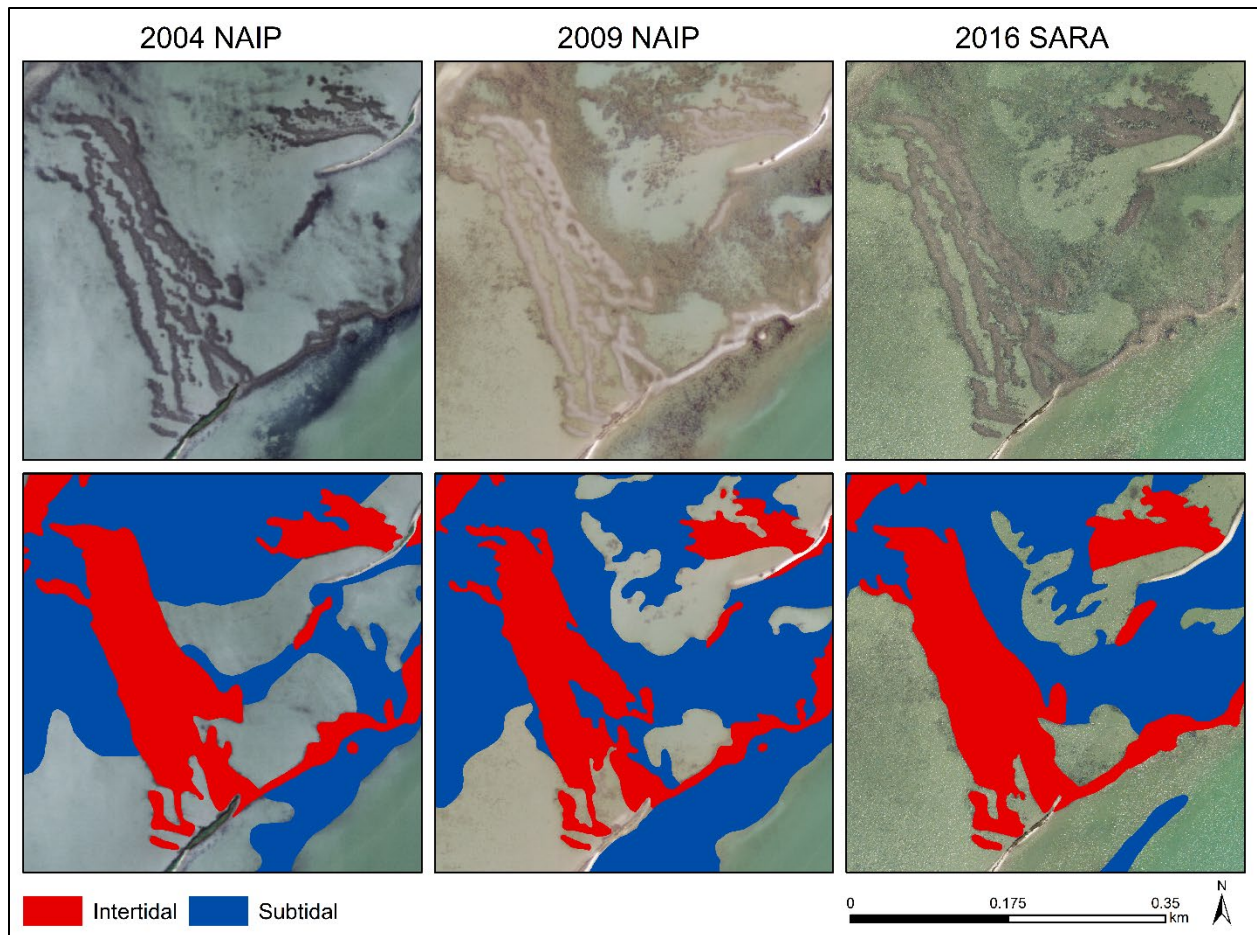 2004 NAIP
2009 NAIP
2016 SARA
Intertidal
Subtidal
0 0.175 0.35
km
N